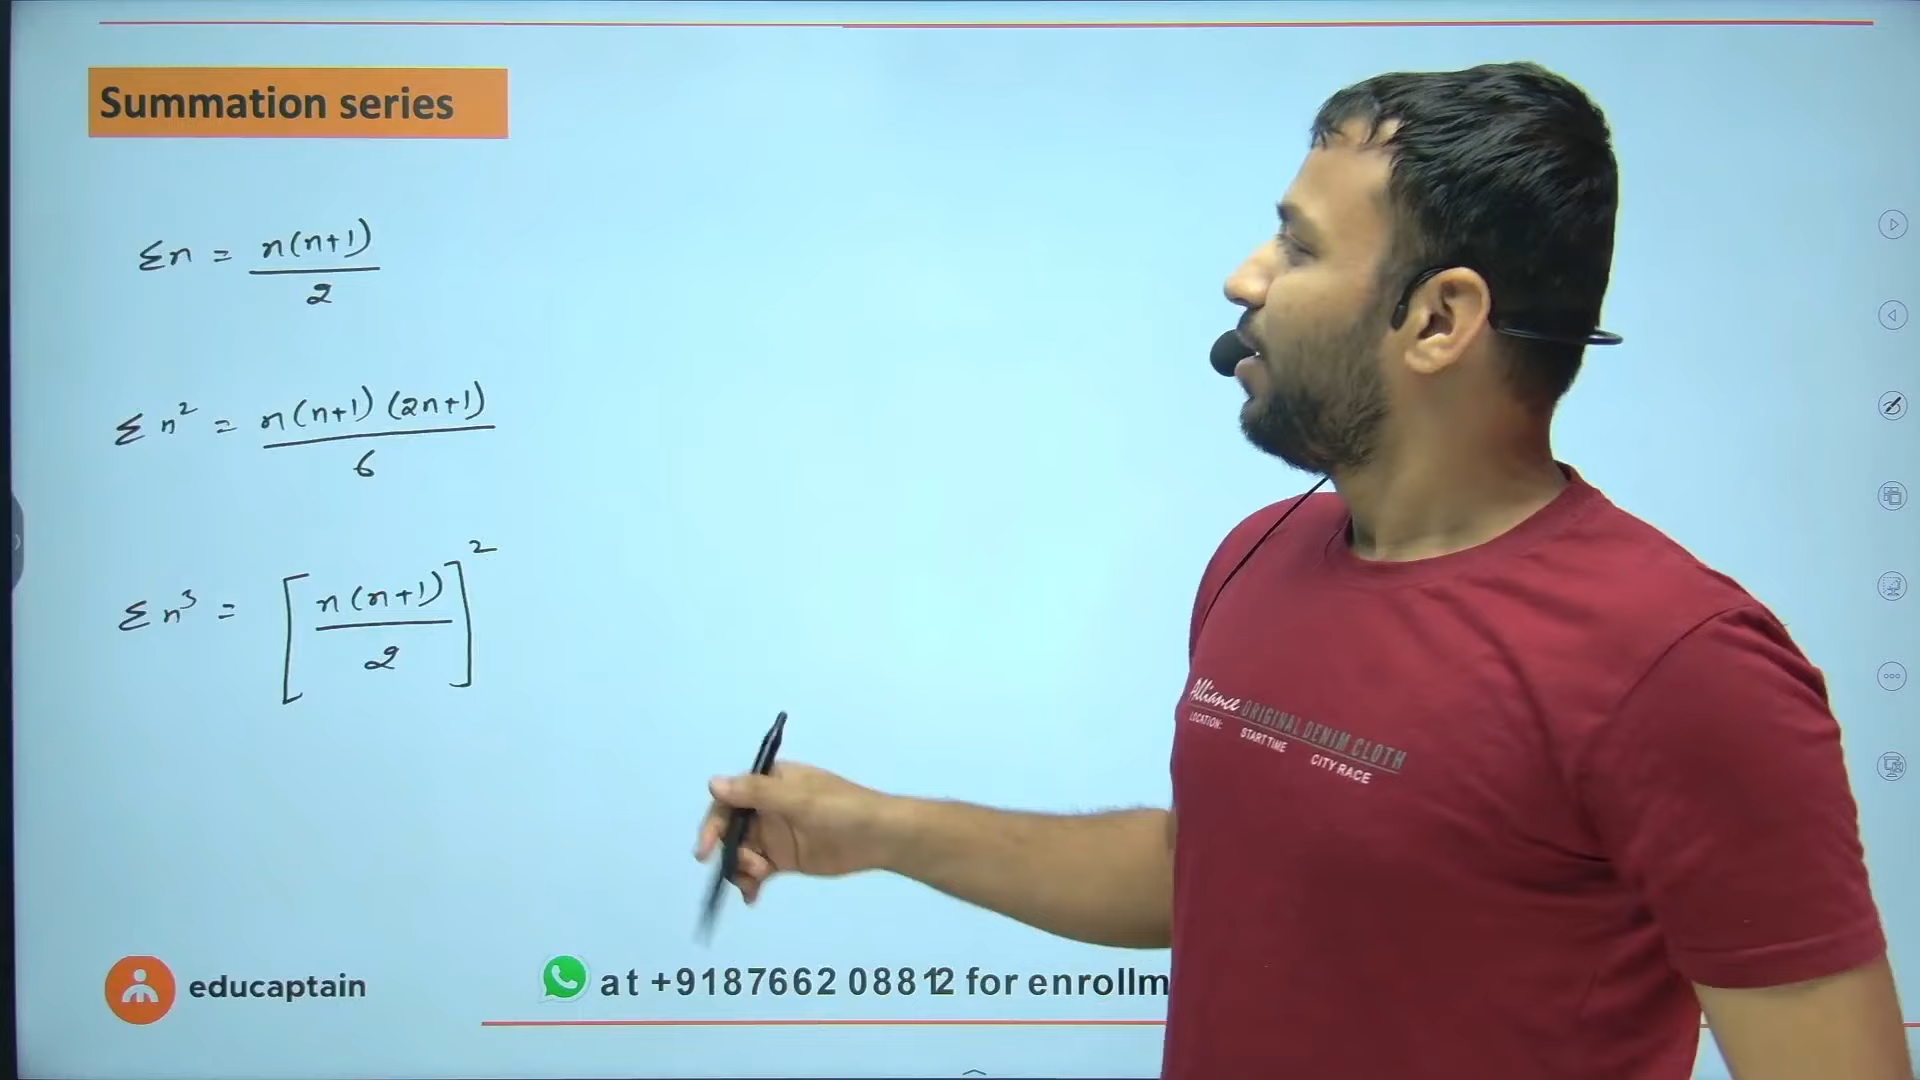 Summation series
Σn = n(n+1)/2
Σn² = n(n+1)(2n+1)/6
Σn³ = [n(n+1)/2]²
Alliance ORIGINAL DENIM CLOTH
LOCATION: START TIME CITY RACE
educaptain
at +9187662 08812 for enrollm